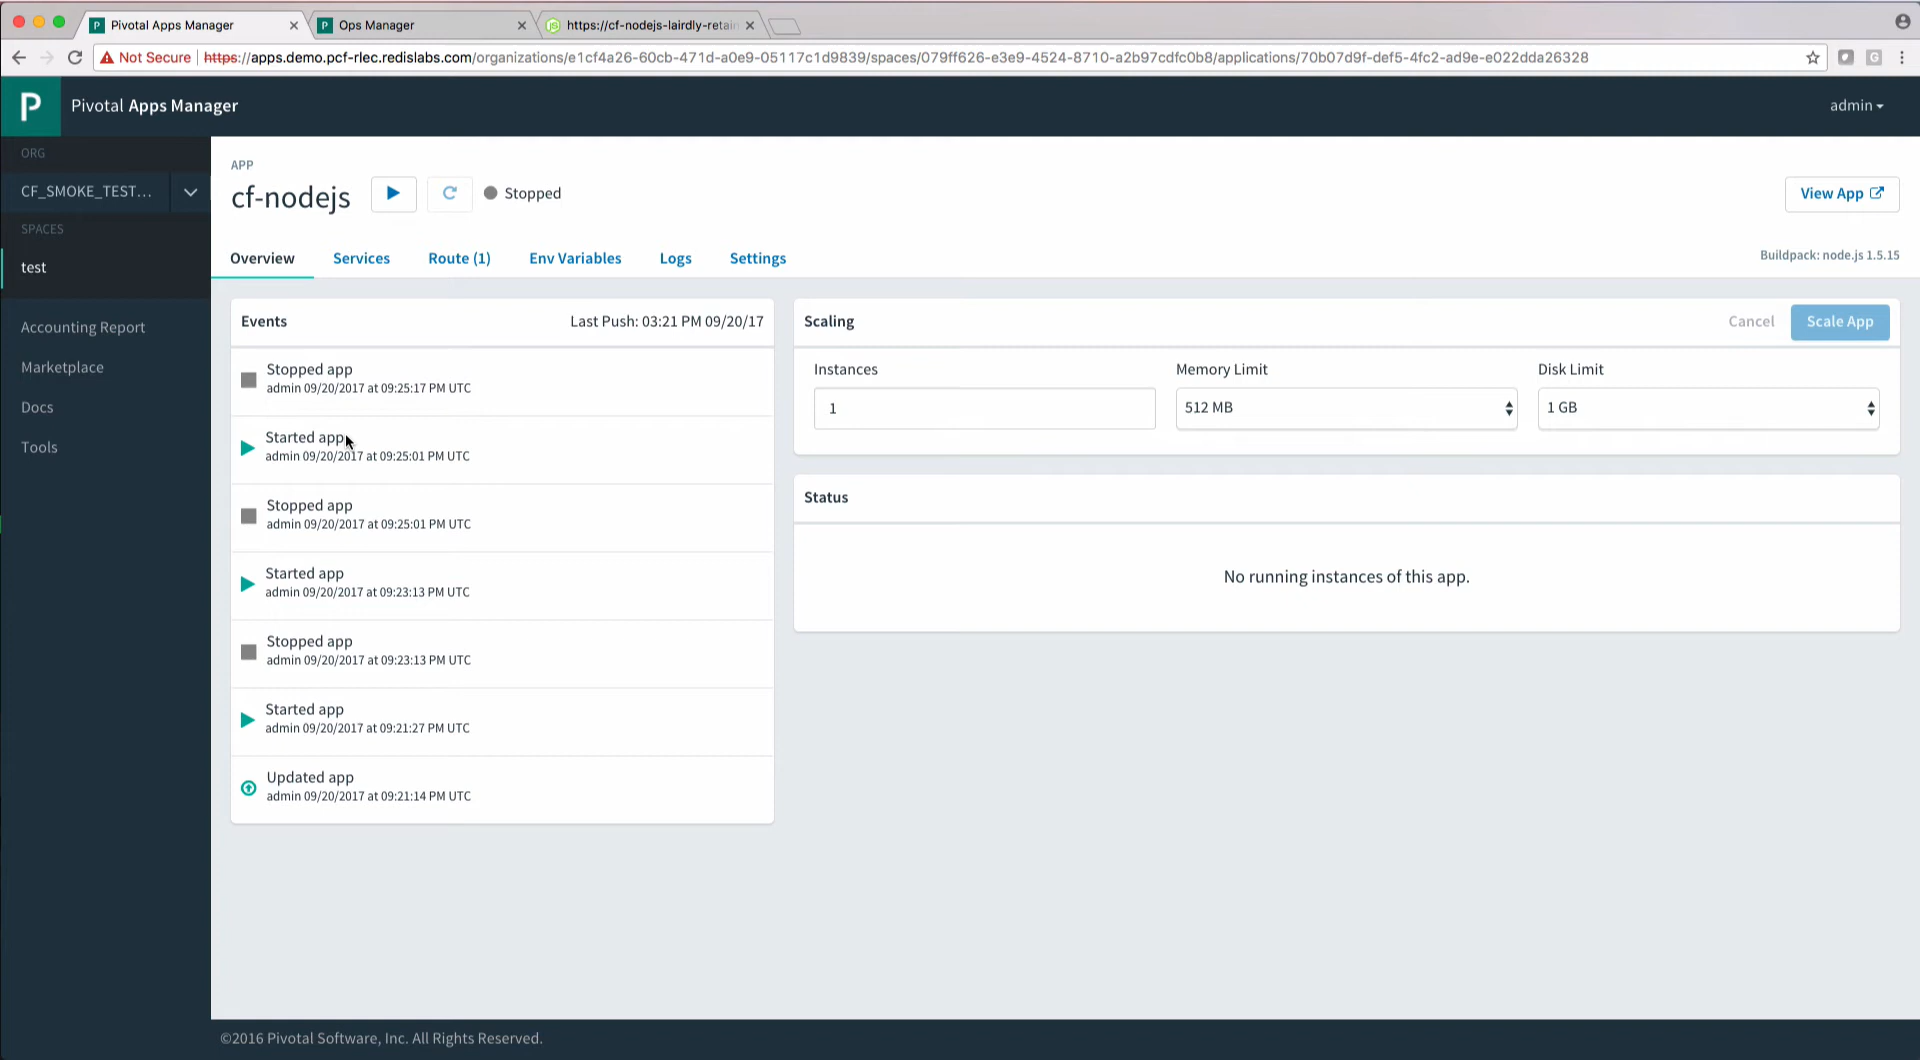 Pivotal Apps Manager
Ops Manager
https://cf-nodejs-lairdly-retain
Not Secure
https://apps.demo.pcf-rlec.redislabs.com/organizations/e1cf4a26-60cb-471d-a0e9-05117c1d9839/spaces/079ff626-e3e9-4524-8710-a2b97cdfc0b8/applications/70b07d9f-def5-4fc2-ad9e-e022dda26328
P
Pivotal Apps Manager
admin
ORG
CF_SMOKE_TEST...
SPACES
test
Accounting Report
Marketplace
Docs
Tools
APP
cf-nodejs
Stopped
View App
Overview
Services
Route (1)
Env Variables
Logs
Settings
Buildpack: node.js 1.5.15
Events
Last Push: 03:21 PM 09/20/17
Stopped app
admin 09/20/2017 at 09:25:17 PM UTC
Started app
admin 09/20/2017 at 09:25:01 PM UTC
Stopped app
admin 09/20/2017 at 09:25:01 PM UTC
Started app
admin 09/20/2017 at 09:23:13 PM UTC
Stopped app
admin 09/20/2017 at 09:23:13 PM UTC
Started app
admin 09/20/2017 at 09:21:27 PM UTC
Updated app
admin 09/20/2017 at 09:21:14 PM UTC
Scaling
Cancel
Scale App
Instances
Memory Limit
Disk Limit
1
512 MB
1 GB
Status
No running instances of this app.
©2016 Pivotal Software, Inc. All Rights Reserved.